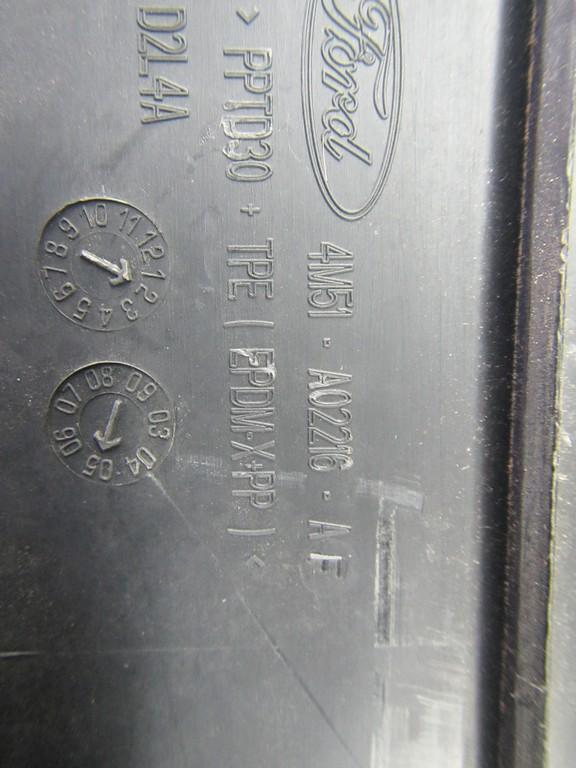 Ford
4M51 - A02216 - AF
> PPTD30 + TPE ( EPDM-X+PP ) <
D2L4A
1 2 3 4 5 6 7 8 9 10 11 12
03 04 05 06 07 08 09